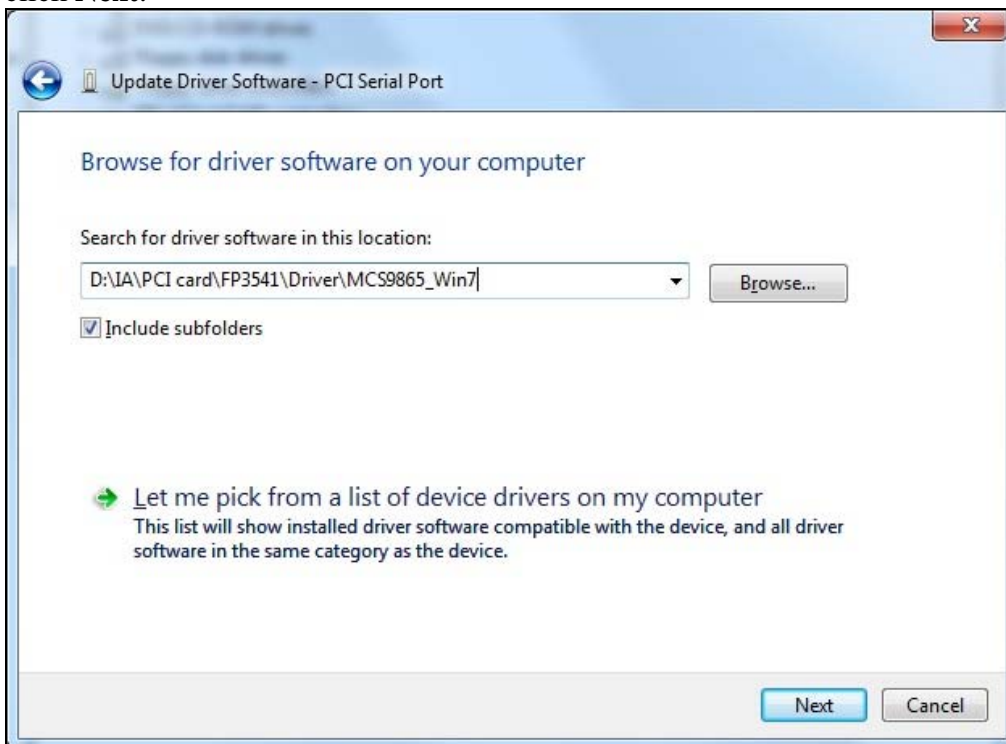 Update Driver Software - PCI Serial Port
Browse for driver software on your computer
Search for driver software in this location:
D:\IA\PCI card\FP3541\Driver\MCS9865_Win7
Browse...
Include subfolders
Let me pick from a list of device drivers on my computer
This list will show installed driver software compatible with the device, and all driver
software in the same category as the device.
Next
Cancel